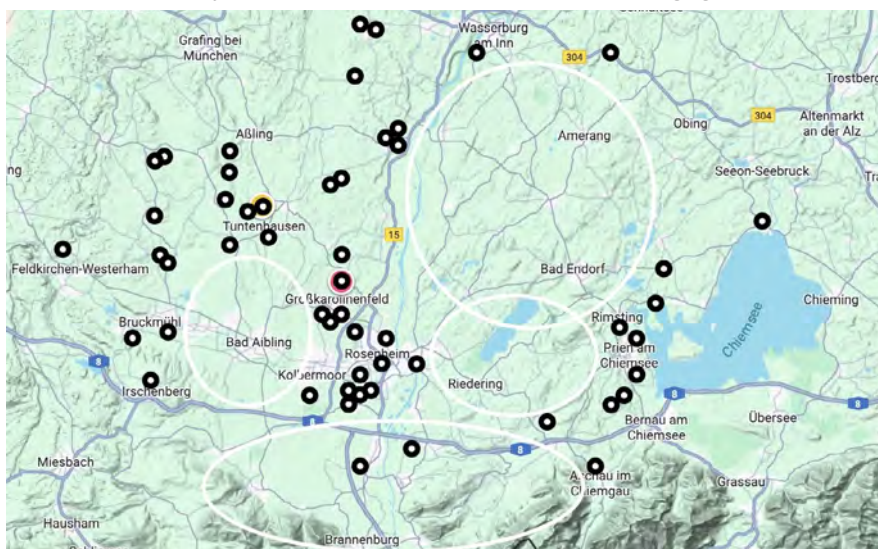 Wasserburg
am Inn
Grafing bei
München
304
Trostberg
Aßling
Amerang
Obing
304
Altenmarkt
an der Alz
Seeon-Seebruck
Tuntenhausen
15
Feldkirchen-Westerham
Bad Endorf
Großkarolinenfeld
Chieming
Bruckmühl
Rimsting
Bad Aibling
Chiemsee
Rosenheim
Prien am
Chiemsee
8
Kolbermoor
Riedering
Irschenberg
8
8
8
Bernau am
Chiemsee
Übersee
Miesbach
Aschau im
Chiemgau
Grassau
Hausham
Brannenburg